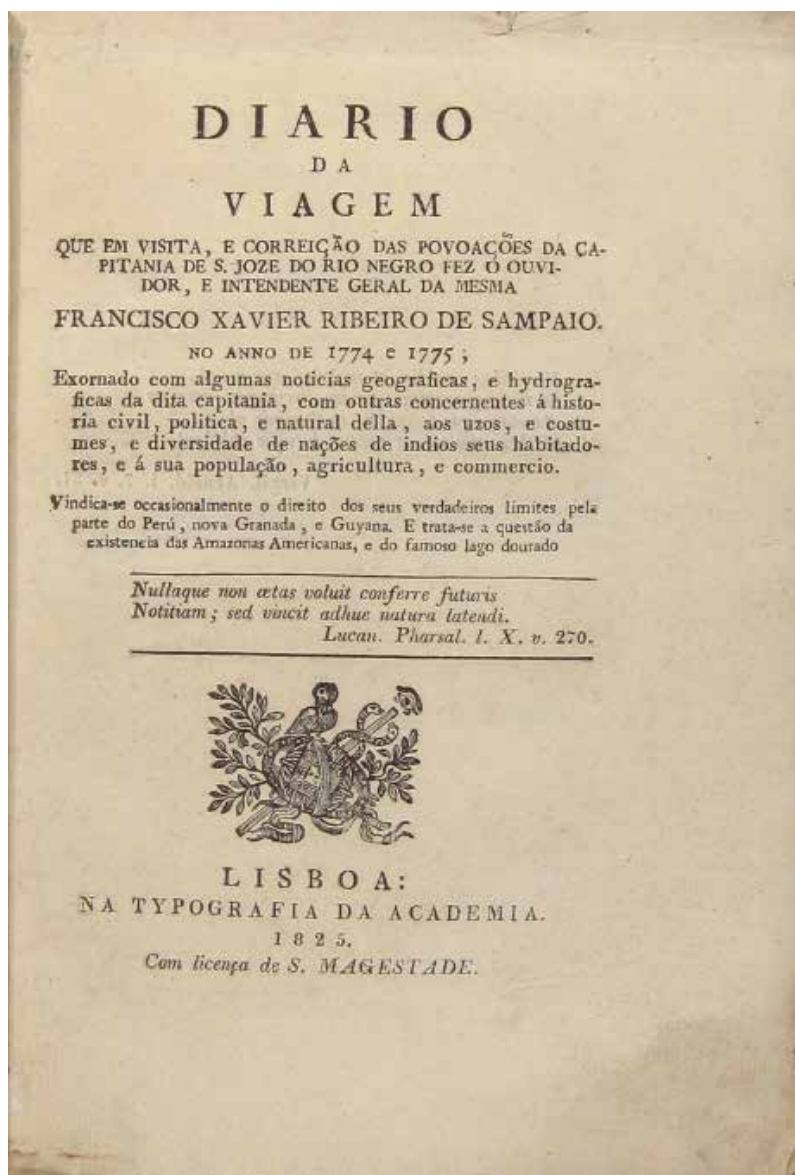 DIARIO
DA
VIAGEM
QUE EM VISITA, E CORREIÇÃO DAS POVOAÇÕES DA CA-
PITANIA DE S. JOZE DO RIO NEGRO FEZ O OUVI-
DOR, E INTENDENTE GERAL DA MESMA
FRANCISCO XAVIER RIBEIRO DE SAMPAIO.
NO ANNO DE 1774 e 1775;
Exornado com algumas noticias geograficas, e hydrogra-
ficas da dita capitania, com outras concernentes á histo-
ria civil, politica, e natural della, aos uzos, e costu-
mes, e diversidade de nações de indios seus habitado-
res, e á sua população, agricultura, e commercio.
Vindica-se occasionalmente o direito dos seus verdadeiros limites pela
parte do Perú, nova Granada, e Guyana. E trata-se a questão da
existencia das Amazonas Americanas, e do famoso lago dourado
Nullaque non ætas voluit conferre futuris
Notitiam; sed vincit adhue natura latendi.
Lucan. Pharsal. l. X. v. 270.
LISBOA:
NA TYPOGRAFIA DA ACADEMIA.
1825.
Com licença de S. MAGESTADE.